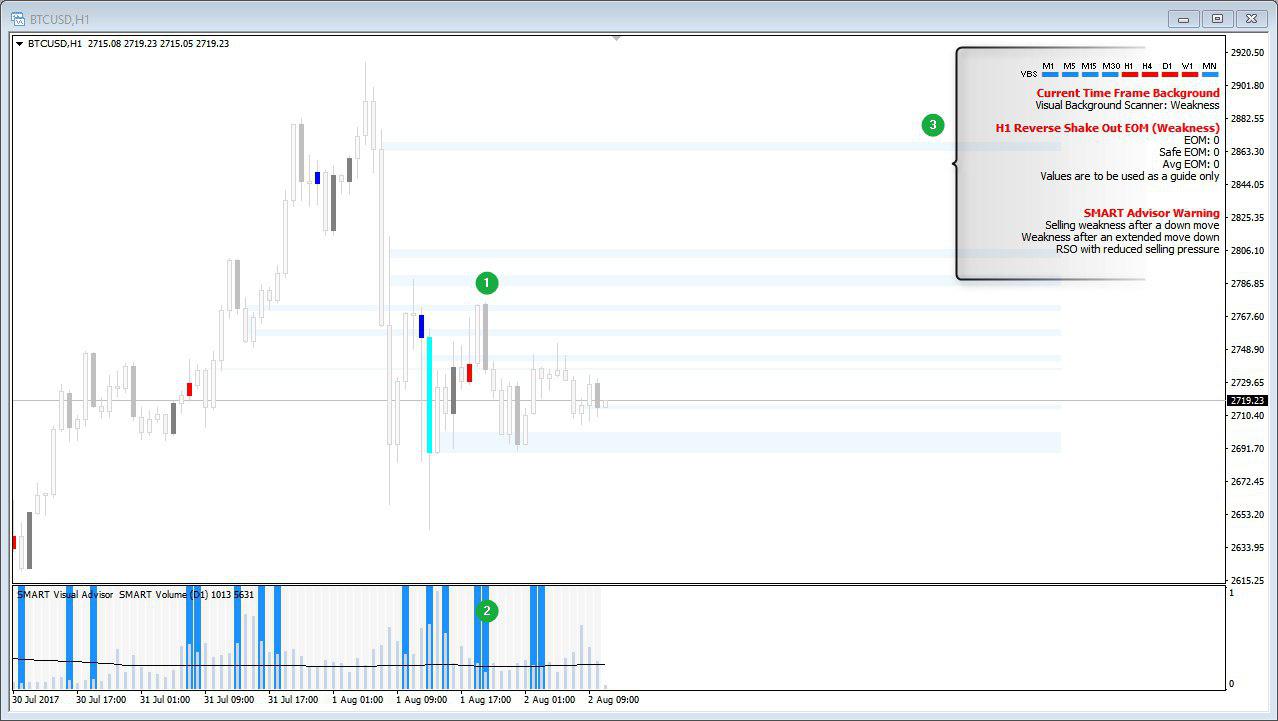 BTCUSD,H1
BTCUSD,H1 2715.08 2719.23 2715.05 2719.23
M1 M5 M15 M30 H1 H4 D1 W1 MN
VBS
Current Time Frame Background
Visual Background Scanner: Weakness
3
H1 Reverse Shake Out EOM (Weakness)
EOM: 0
Safe EOM: 0
Avg EOM: 0
Values are to be used as a guide only
SMART Advisor Warning
Selling weakness after a down move
Weakness after an extended move down
RSO with reduced selling pressure
1
2920.50
2901.80
2882.55
2863.30
2844.05
2825.35
2806.10
2786.85
2767.60
2748.90
2729.65
2719.23
2710.40
2691.70
2672.45
2653.20
2633.95
2615.25
SMART Visual Advisor SMART Volume (D1) 1013 5631
2
1
0
30 Jul 2017 30 Jul 17:00 31 Jul 01:00 31 Jul 09:00 31 Jul 17:00 1 Aug 01:00 1 Aug 09:00 1 Aug 17:00 2 Aug 01:00 2 Aug 09:00